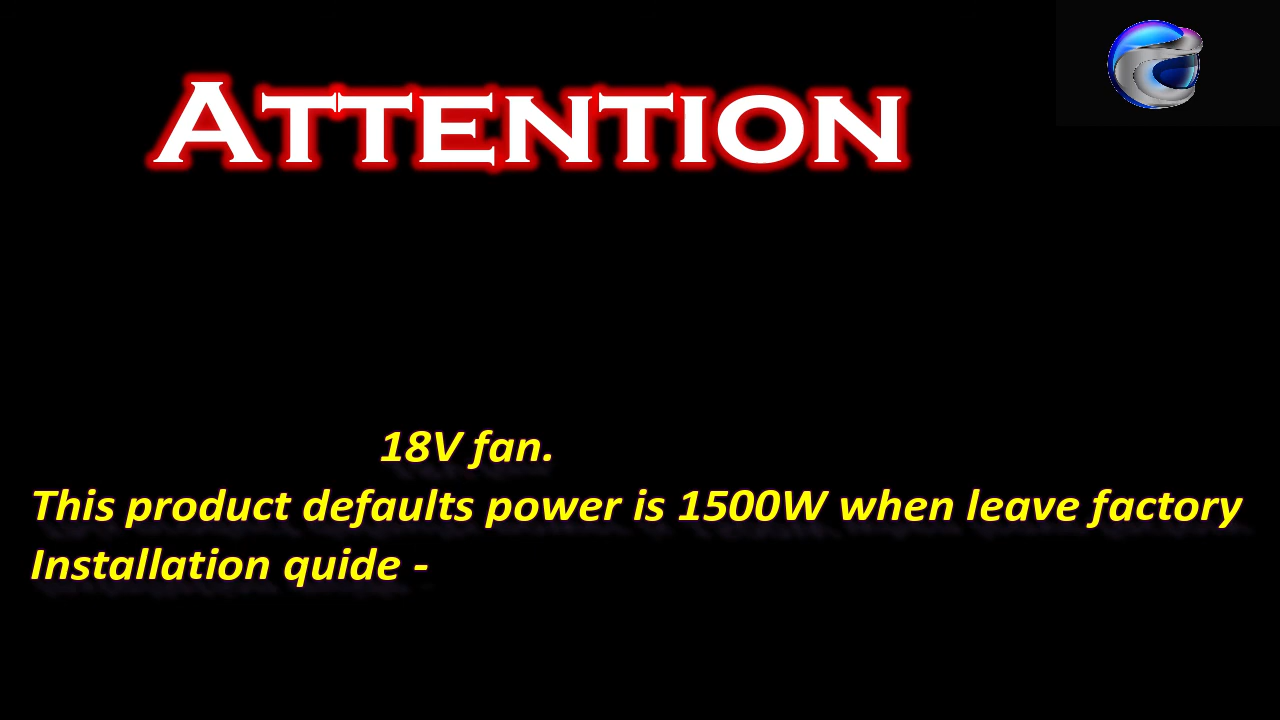 ATTENTION
18V fan.
This product defaults power is 1500W when leave factory
Installation quide -